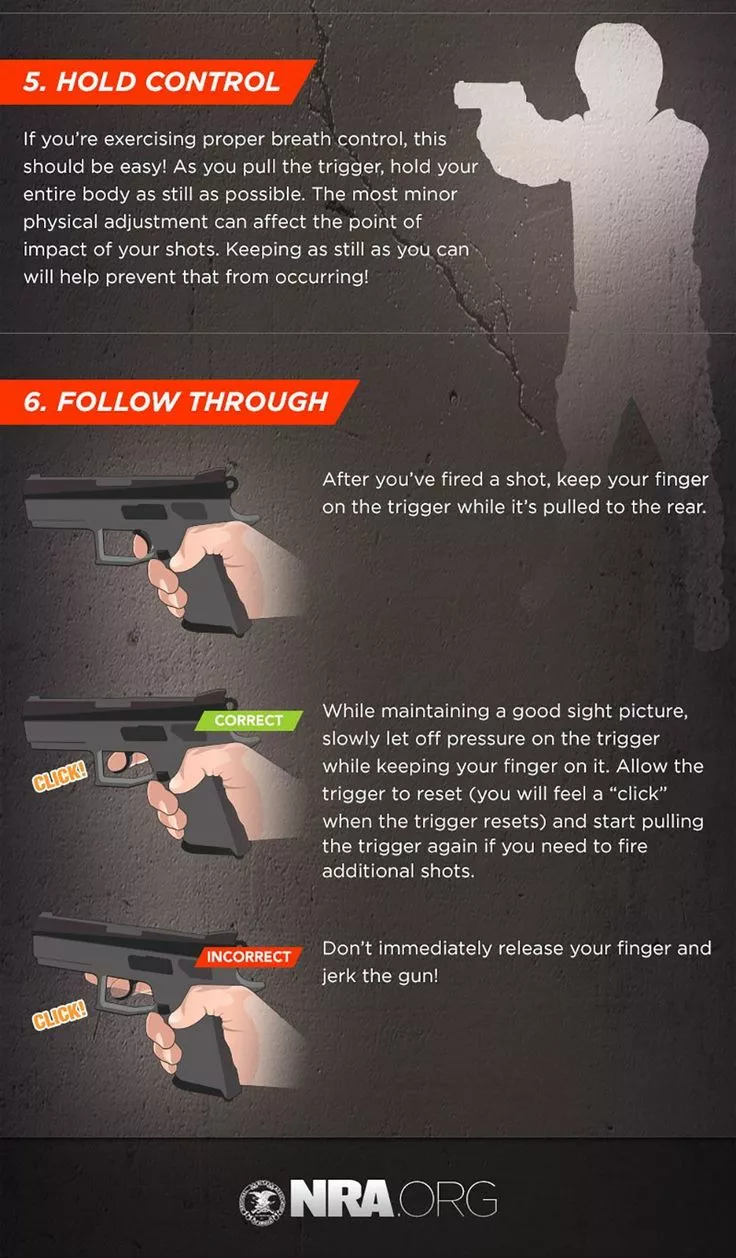 5. HOLD CONTROL
If you’re exercising proper breath control, this
should be easy! As you pull the trigger, hold your
entire body as still as possible. The most minor
physical adjustment can affect the point of
impact of your shots. Keeping as still as you can
will help prevent that from occurring!
6. FOLLOW THROUGH
After you’ve fired a shot, keep your finger
on the trigger while it’s pulled to the rear.
CORRECT
CLICK!
While maintaining a good sight picture,
slowly let off pressure on the trigger
while keeping your finger on it. Allow the
trigger to reset (you will feel a “click”
when the trigger resets) and start pulling
the trigger again if you need to fire
additional shots.
INCORRECT
CLICK!
Don’t immediately release your finger and
jerk the gun!
NRA.ORG